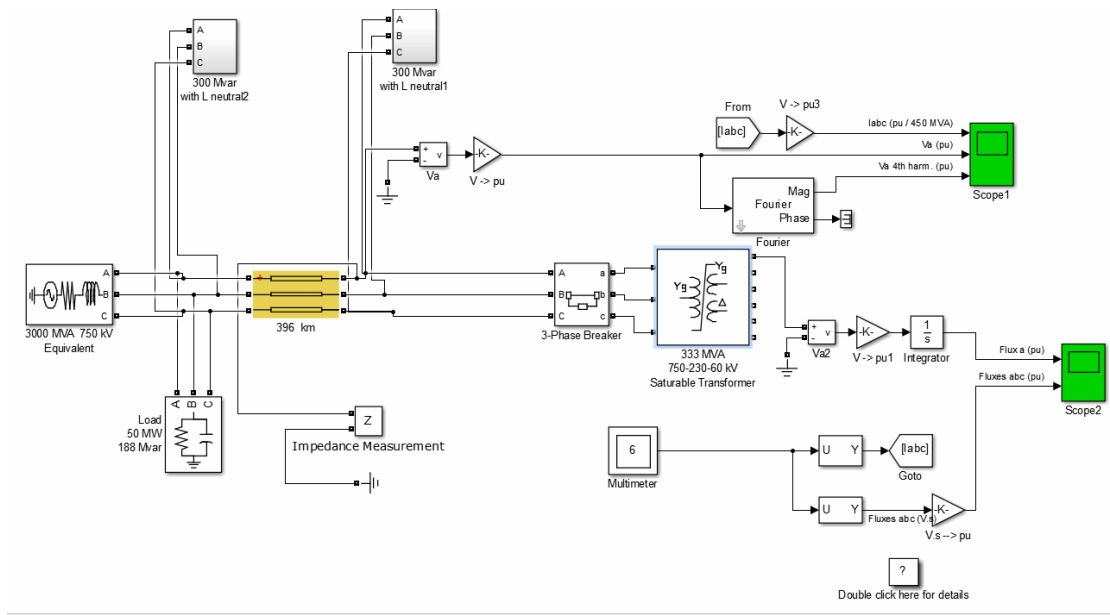 A
B
C
300 Mvar
with L neutral2
A
B
C
300 Mvar
with L neutral1
From
[Iabc]
V -> pu3
-K-
Iabc (pu / 450 MVA)
Va (pu)
Va 4th harm. (pu)
Scope1
+
-
v
Va
-K-
V -> pu
Mag
Fourier
Phase
Fourier
A
B
C
3000 MVA 750 kV
Equivalent
+
396 km
A
B
C
a
b
c
3-Phase Breaker
Yg
Yg
Δ
333 MVA
750-230-60 kV
Saturable Transformer
+
-
v
Va2
-K-
V -> pu1
1
s
Integrator
Flux a (pu)
Fluxes abc (pu)
Scope2
A
B
C
Load
50 MW
188 Mvar
Z
Impedance Measurement
6
Multimeter
U Y
[Iabc]
Goto
U Y
Fluxes abc (V.s)
-K-
V.s --> pu
?
Double click here for details